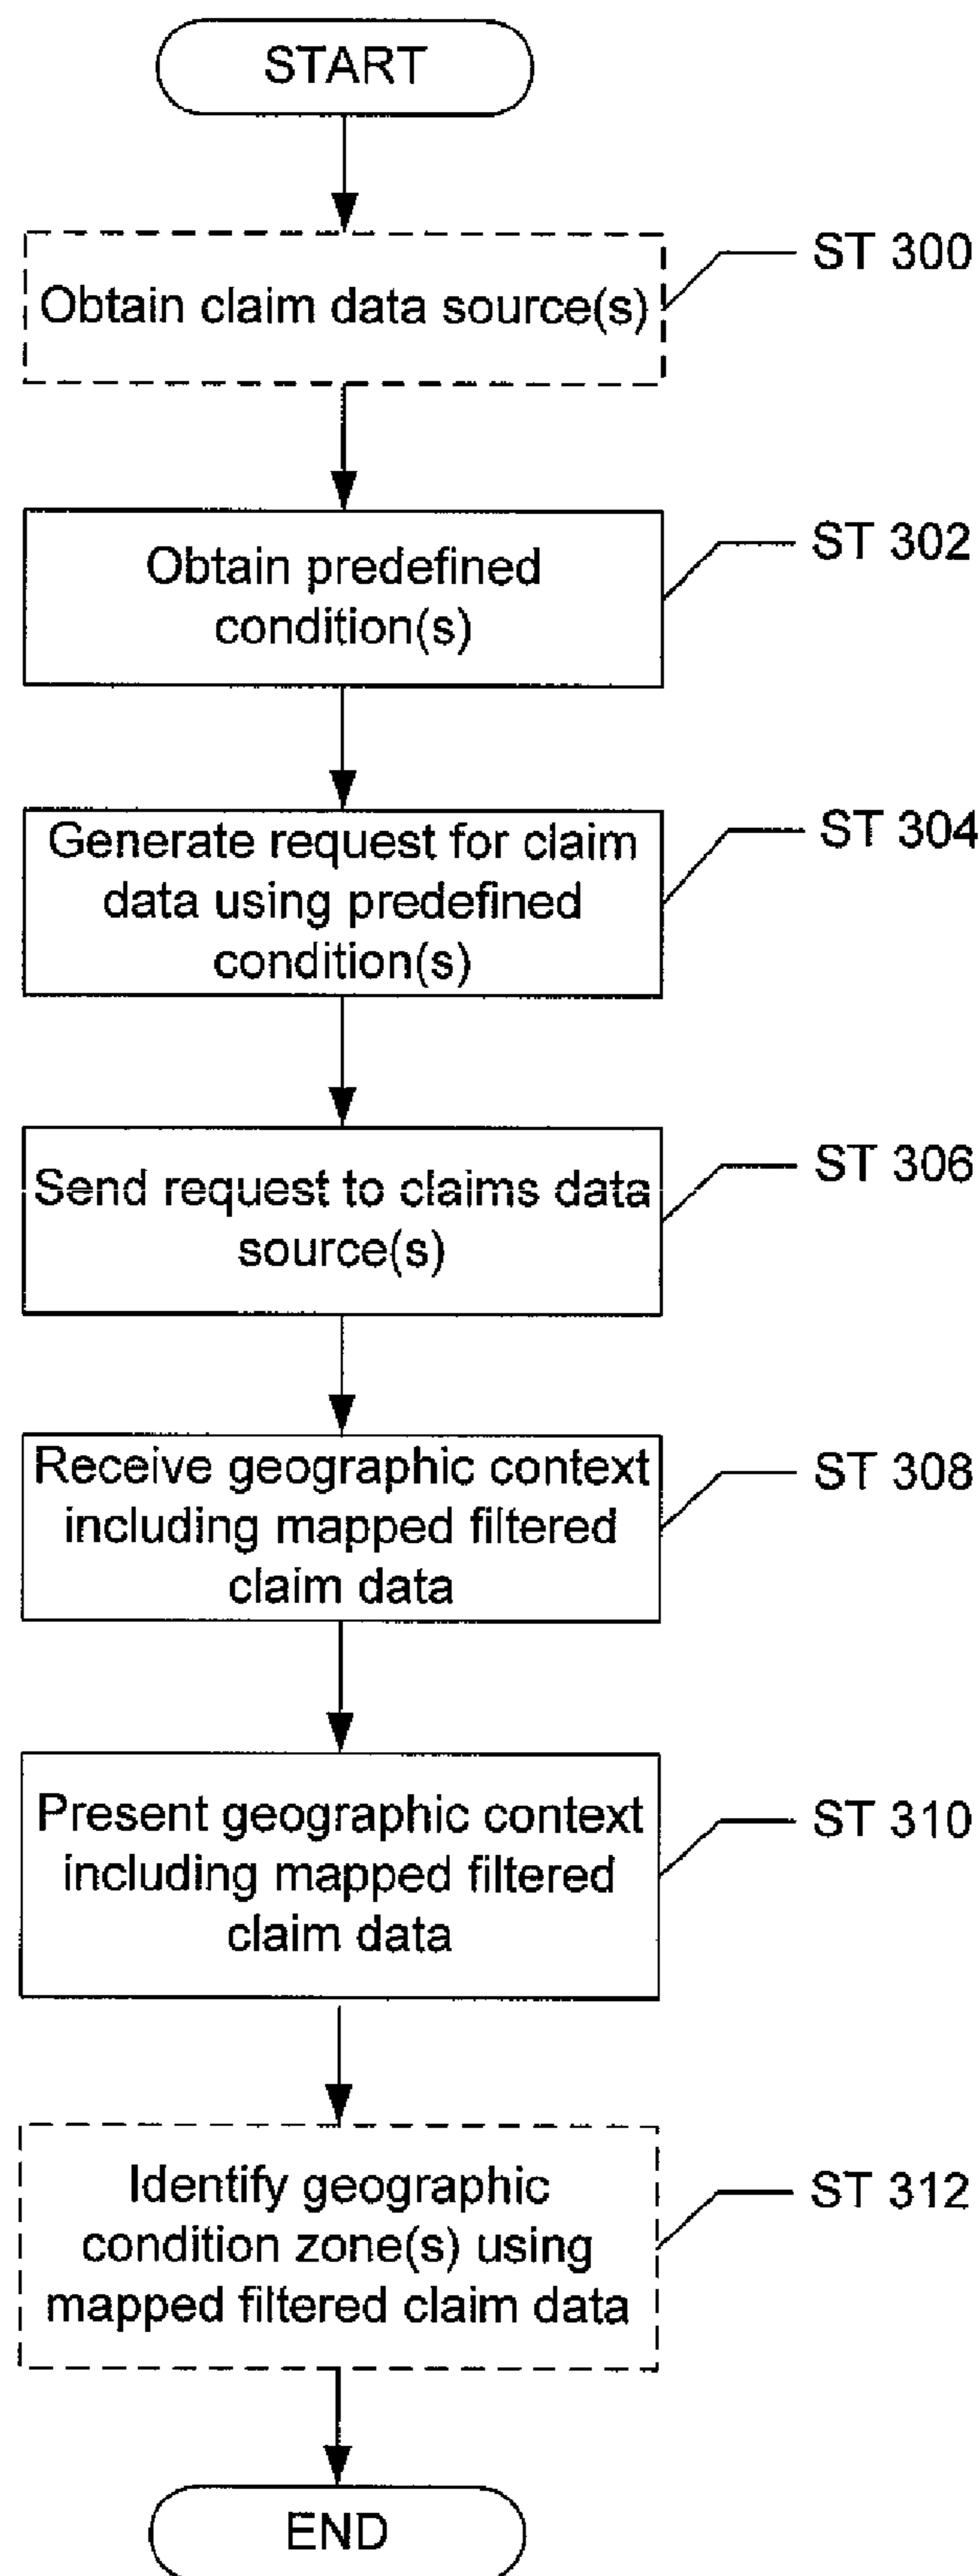 START
Obtain claim data source(s)
ST 300
Obtain predefined
condition(s)
ST 302
Generate request for claim
data using predefined
condition(s)
ST 304
Send request to claims data
source(s)
ST 306
Receive geographic context
including mapped filtered
claim data
ST 308
Present geographic context
including mapped filtered
claim data
ST 310
Identify geographic
condition zone(s) using
mapped filtered claim data
ST 312
END